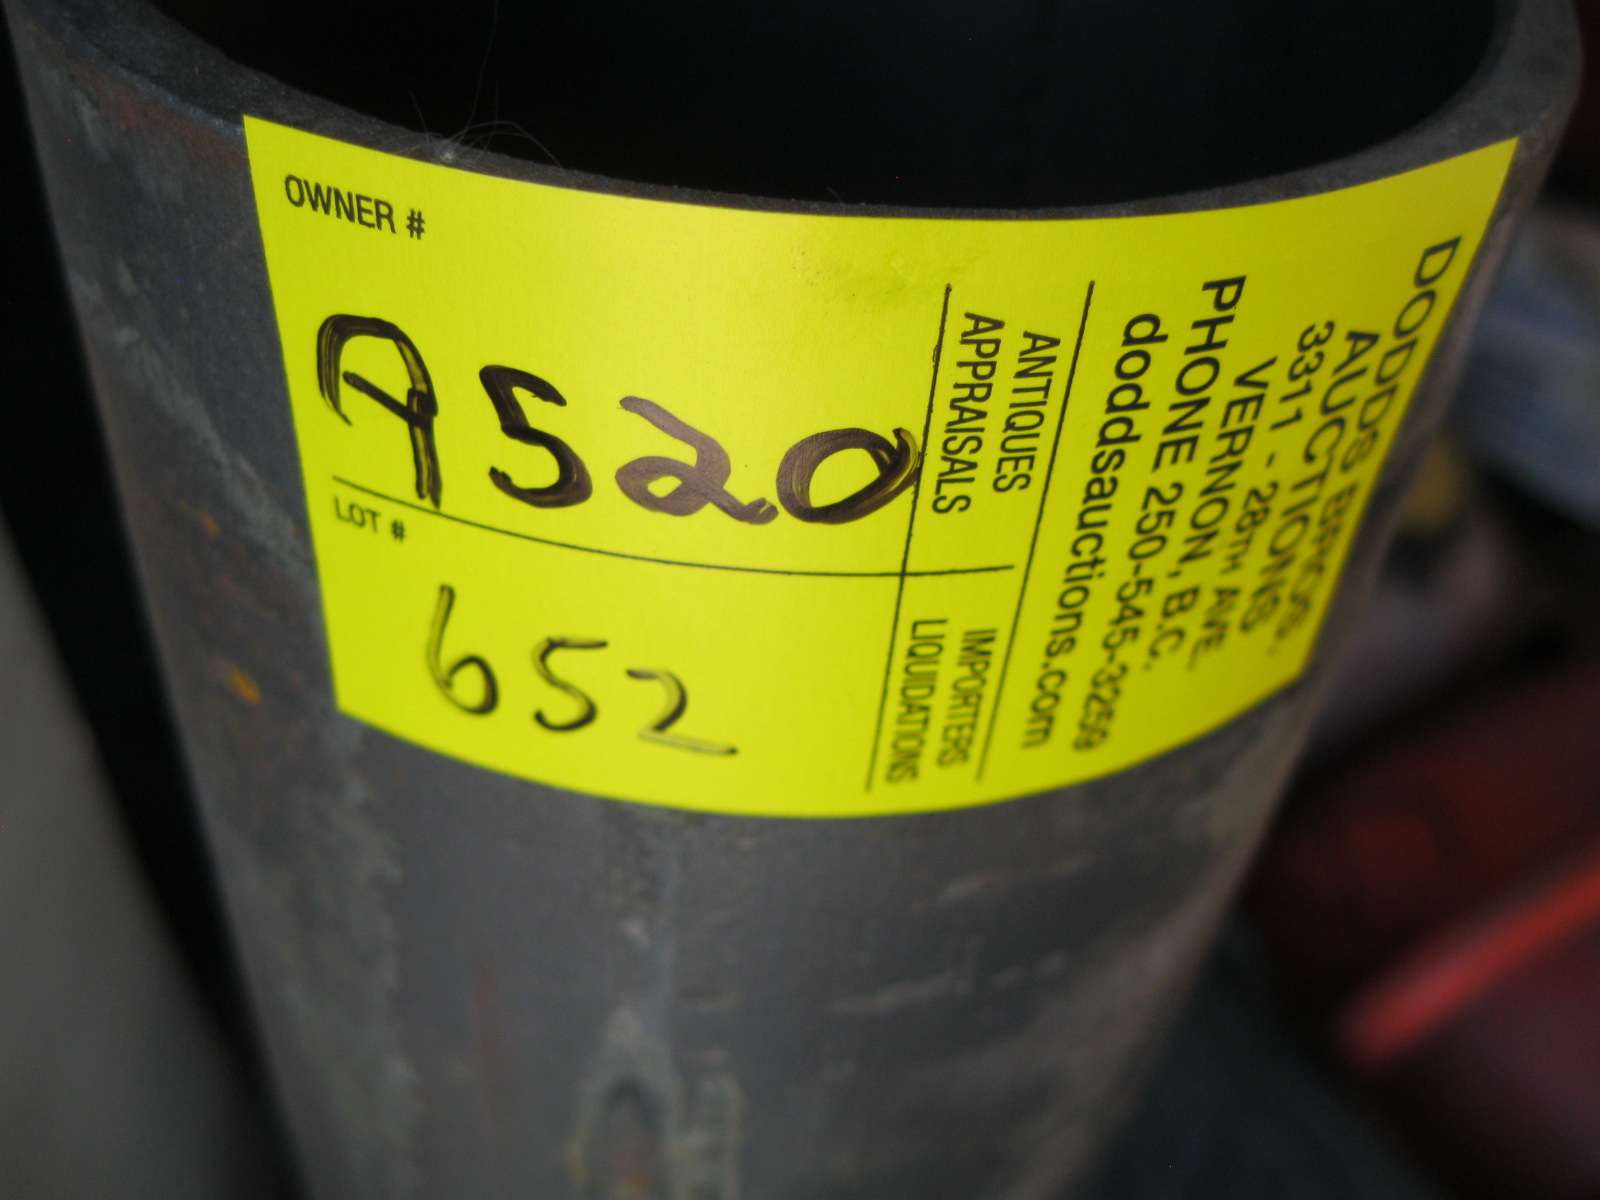 OWNER #
A520
LOT #
652
ANTIQUES
APPRAISALS
IMPORTERS
LIQUIDATIONS
DODDS
AUCTIONS
3311 - 28TH AVE.
VERNON, B.C.
PHONE 250-545-3259
doddsauctions.com